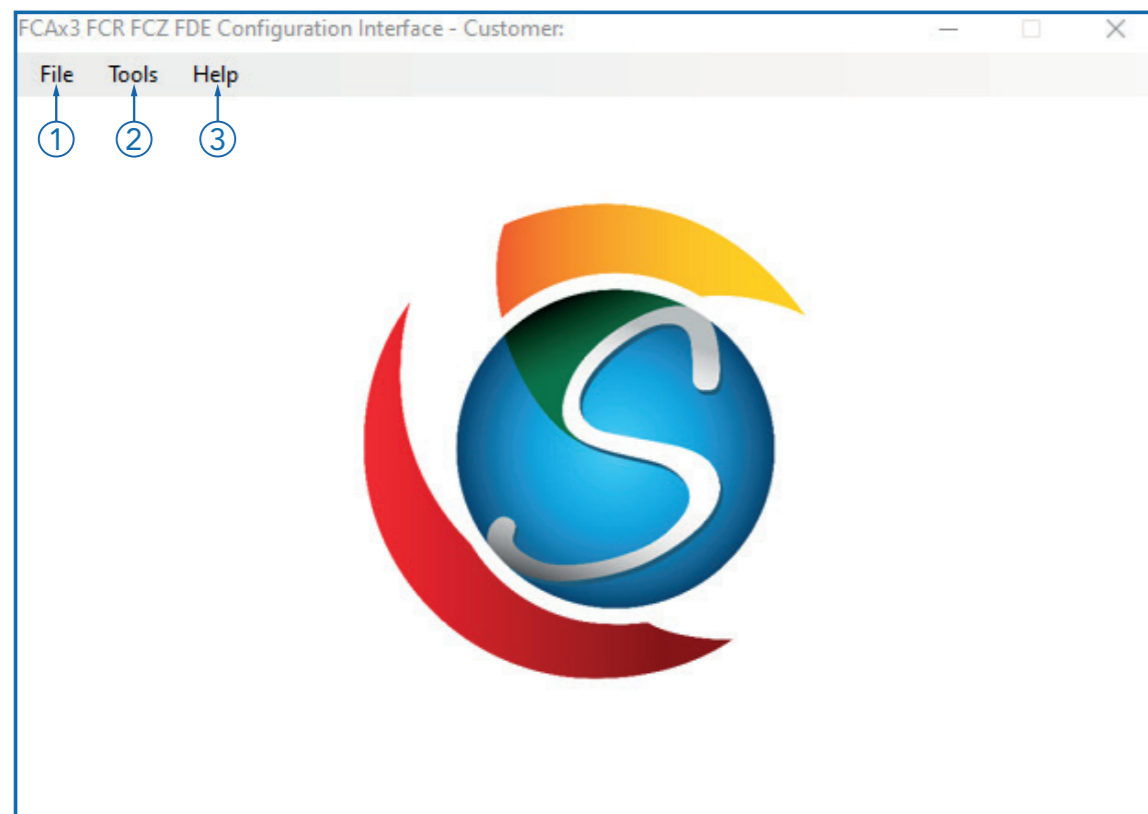 FCAx3 FCR FCZ FDE Configuration Interface - Customer:
File Tools Help
1 2 3
S